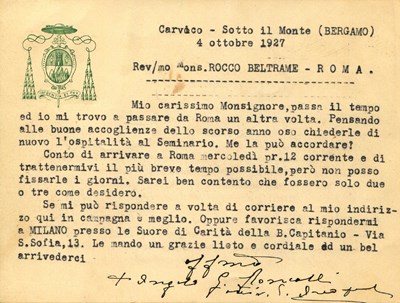 Carvico - Sotto il Monte (BERGAMO)
4 ottobre 1927
Rev/mo Mons.ROCCO BELTRAME - ROMA.
Mio carissimo Monsignore,passa il tempo
ed io mi trovo a passare da Roma un altra volta. Pensando
alle buone accoglienze dello scorso anno oso chiederle di
nuovo l'ospitalità al Seminario. Me la può accordare?
Conto di arrivare a Roma mercoledì pr.12 corrente e di
trattenermi il più breve tempo possibile,però non posso
fissarle i giorni. Sarei ben contento che fossero solo due
o tre come desidero.
Se mi può rispondere a volta di corriere al mio indiriz-
zo qui in campagna è meglio. Oppure favorisca rispondermi
a MILANO presso le Suore di Carità della B.Capitanio - Via
S.Sofia,13. Le mando un grazie lieto e cordiale ed un bel
arrivederci
aff.mo
+ Angelo G. Roncalli